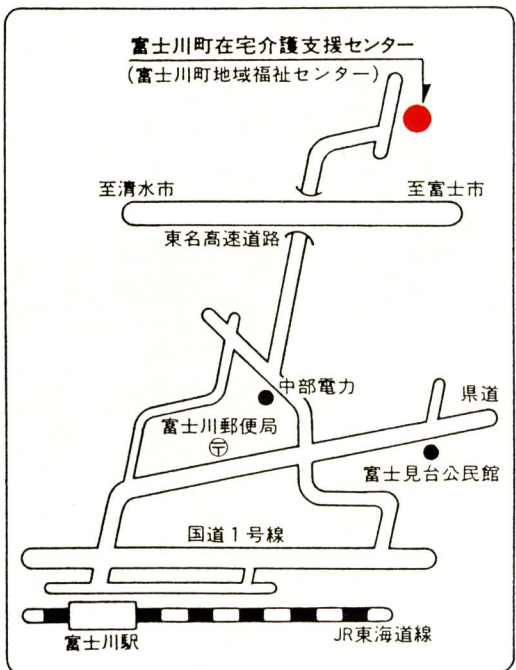 富士川町在宅介護支援センター
(富士川町地域福祉センター)
至清水市
至富士市
東名高速道路
中部電力
県道
富士川郵便局
〒
富士見台公民館
国道1号線
富士川駅
JR東海道線